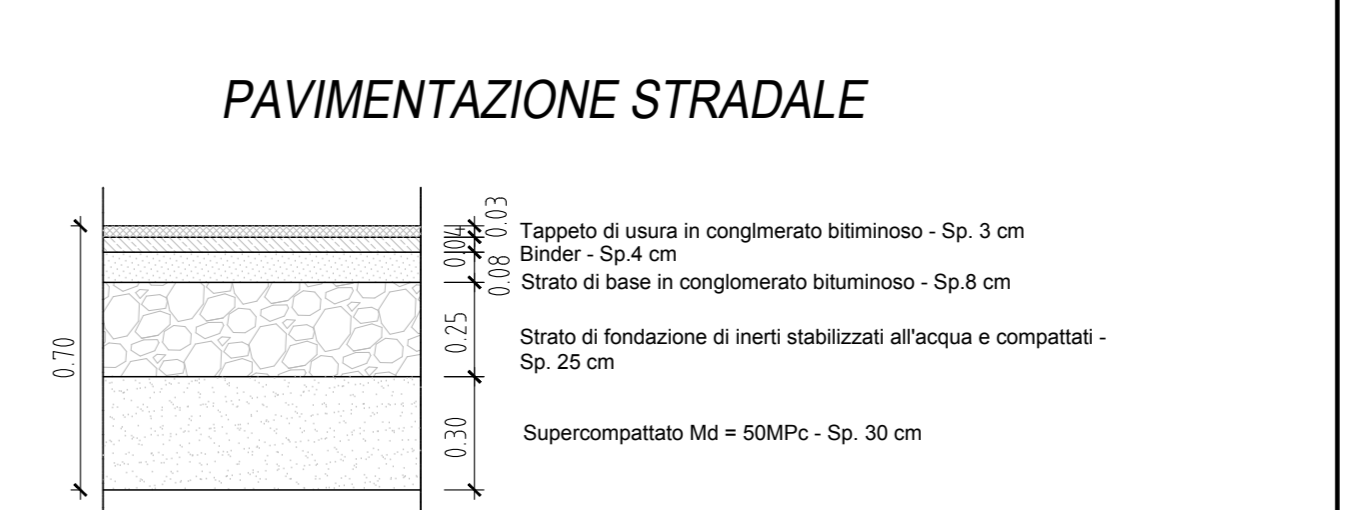 PAVIMENTAZIONE STRADALE
0.03
Tappeto di usura in conglmerato bitiminoso - Sp. 3 cm
0.04
Binder - Sp.4 cm
0.08
Strato di base in conglomerato bituminoso - Sp.8 cm
0.70
0.25
Strato di fondazione di inerti stabilizzati all'acqua e compattati -
Sp. 25 cm
0.30
Supercompattato Md = 50MPc - Sp. 30 cm